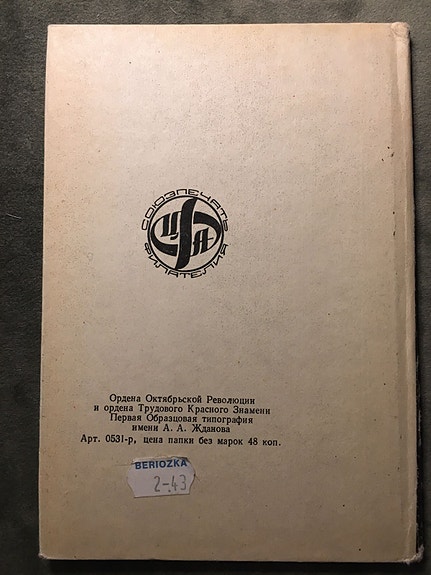 СОЮЗПЕЧАТЬ
ЦФА
ФИЛАТЕЛИЯ
Ордена Октябрьской Революции
и ордена Трудового Красного Знамени
Первая Образцовая типография
имени А. А. Жданова
Арт. 0531-р, цена папки без марок 48 коп.
BERIOZKA
2-43